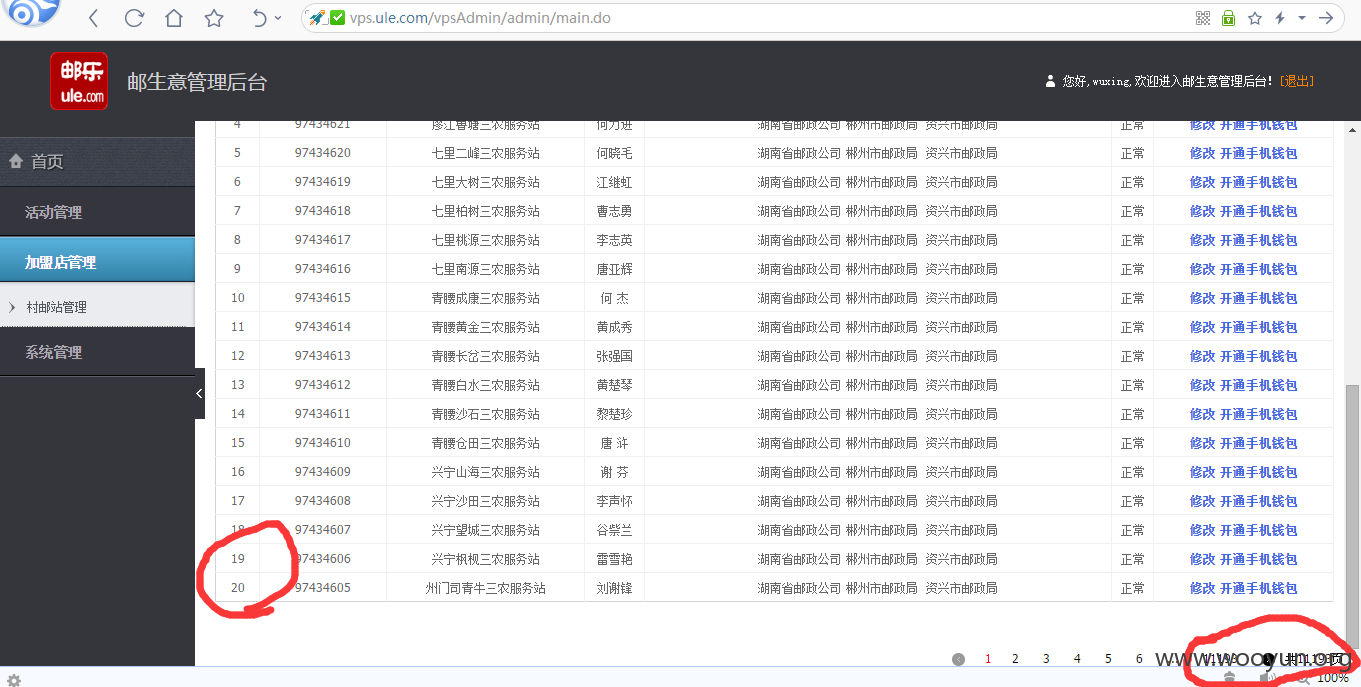 vps.ule.com/vpsAdmin/admin/main.do
邮乐
ule.com
邮生意管理后台
您好,wuxing,欢迎进入邮生意管理后台! [退出]
首页
活动管理
加盟店管理
村邮站管理
系统管理
4 97434621 廖江春塘三农服务站 何力进 湖南省邮政公司 郴州市邮政局 资兴市邮政局 正常 修改 开通手机钱包
5 97434620 七里二峰三农服务站 何晓毛 湖南省邮政公司 郴州市邮政局 资兴市邮政局 正常 修改 开通手机钱包
6 97434619 七里大树三农服务站 江继虹 湖南省邮政公司 郴州市邮政局 资兴市邮政局 正常 修改 开通手机钱包
7 97434618 七里柏树三农服务站 曹志勇 湖南省邮政公司 郴州市邮政局 资兴市邮政局 正常 修改 开通手机钱包
8 97434617 七里桃源三农服务站 李志英 湖南省邮政公司 郴州市邮政局 资兴市邮政局 正常 修改 开通手机钱包
9 97434616 七里南源三农服务站 唐亚辉 湖南省邮政公司 郴州市邮政局 资兴市邮政局 正常 修改 开通手机钱包
10 97434615 青腰成康三农服务站 何 杰 湖南省邮政公司 郴州市邮政局 资兴市邮政局 正常 修改 开通手机钱包
11 97434614 青腰黄金三农服务站 黄成秀 湖南省邮政公司 郴州市邮政局 资兴市邮政局 正常 修改 开通手机钱包
12 97434613 青腰长岔三农服务站 张强国 湖南省邮政公司 郴州市邮政局 资兴市邮政局 正常 修改 开通手机钱包
13 97434612 青腰白水三农服务站 黄楚琴 湖南省邮政公司 郴州市邮政局 资兴市邮政局 正常 修改 开通手机钱包
14 97434611 青腰沙石三农服务站 黎楚珍 湖南省邮政公司 郴州市邮政局 资兴市邮政局 正常 修改 开通手机钱包
15 97434610 青腰仓田三农服务站 唐 浒 湖南省邮政公司 郴州市邮政局 资兴市邮政局 正常 修改 开通手机钱包
16 97434609 兴宁山海三农服务站 谢 芬 湖南省邮政公司 郴州市邮政局 资兴市邮政局 正常 修改 开通手机钱包
17 97434608 兴宁沙田三农服务站 李声怀 湖南省邮政公司 郴州市邮政局 资兴市邮政局 正常 修改 开通手机钱包
18 97434607 兴宁望城三农服务站 谷紫兰 湖南省邮政公司 郴州市邮政局 资兴市邮政局 正常 修改 开通手机钱包
19 97434606 兴宁枫枧三农服务站 雷雪艳 湖南省邮政公司 郴州市邮政局 资兴市邮政局 正常 修改 开通手机钱包
20 97434605 州门司青牛三农服务站 刘谢锋 湖南省邮政公司 郴州市邮政局 资兴市邮政局 正常 修改 开通手机钱包
1 2 3 4 5 6
www.wooyun.org
100%